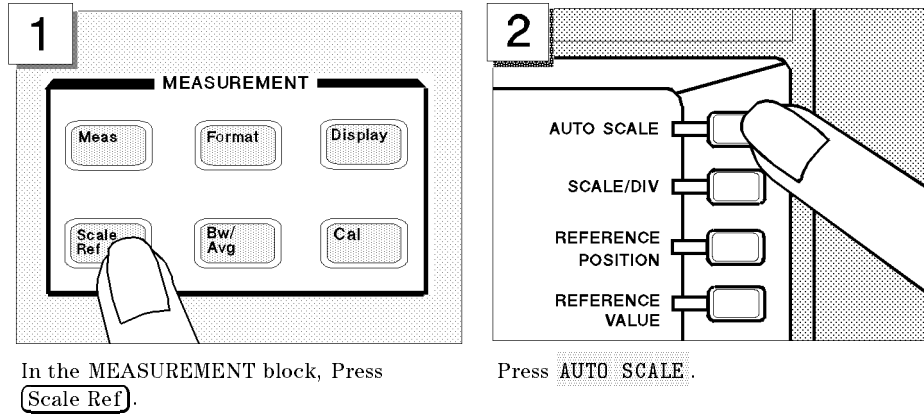 1
MEASUREMENT
Meas
Format
Display
Scale
Ref
Bw/
Avg
Cal
In the MEASUREMENT block, Press
Scale Ref.
2
AUTO SCALE
SCALE/DIV
REFERENCE
POSITION
REFERENCE
VALUE
Press AUTO SCALE.